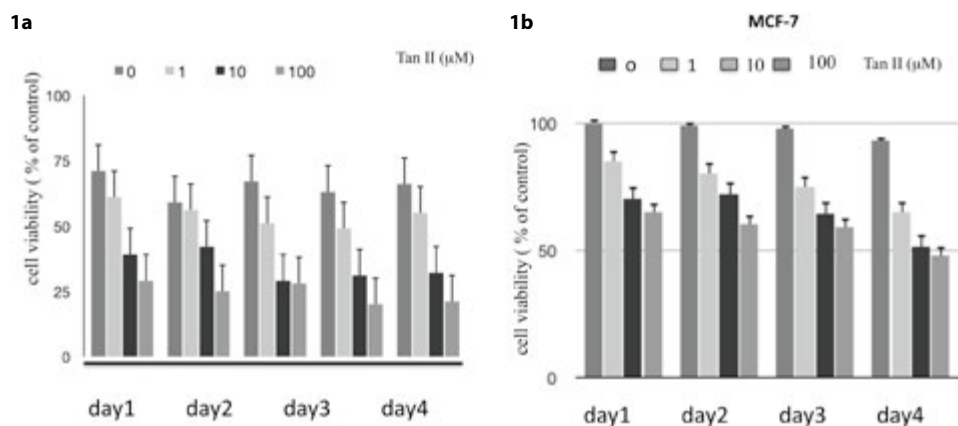 1a
0 1 10 100 Tan II (µM)
cell viability ( % of control)
100
75
50
25
0
day1 day2 day3 day4
1b
MCF-7
o 1 10 100 Tan II (µM)
cell viability ( % of control)
100
50
0
day1 day2 day3 day4